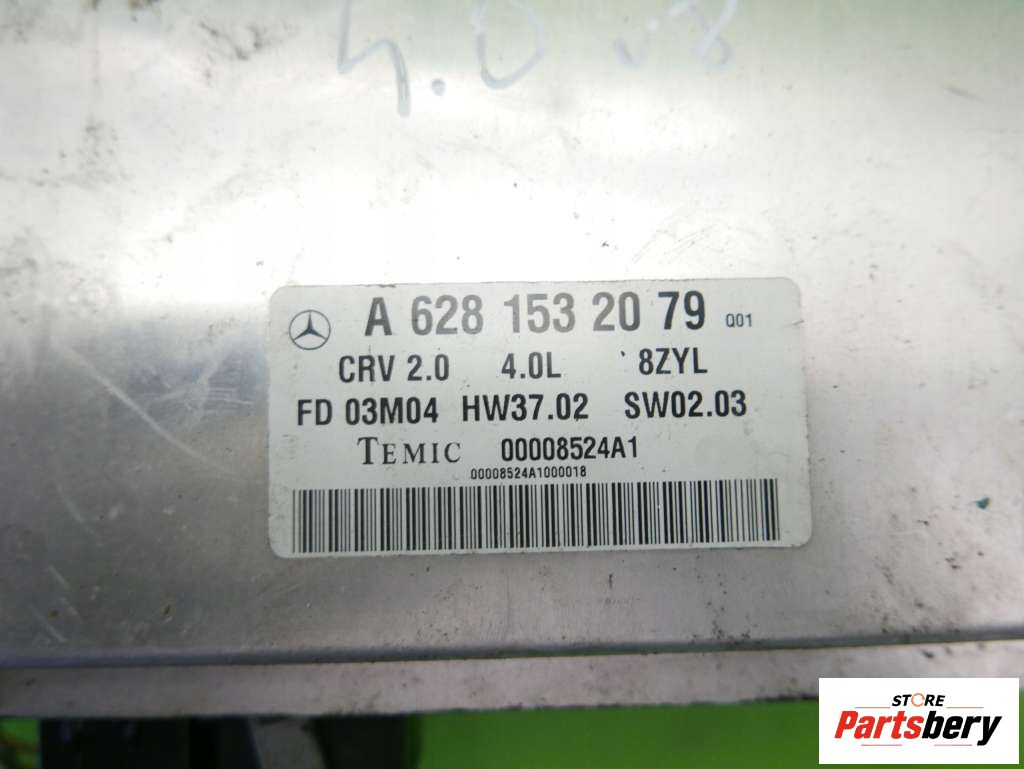 4.0 v8
A 628 153 20 79 Q01
CRV 2.0 4.0L 8ZYL
FD 03M04 HW37.02 SW02.03
TEMIC 00008524A1
00008524A1000018
STORE
Partsbery